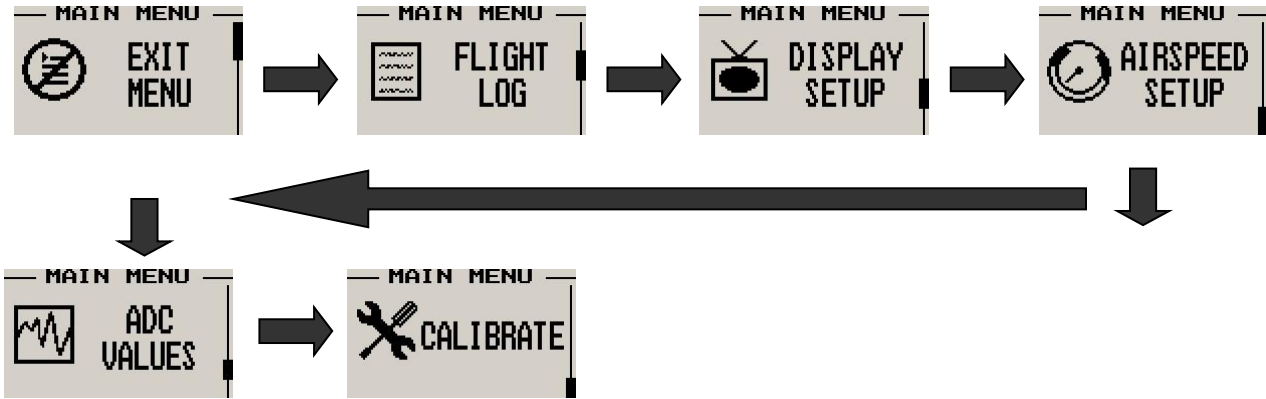 MAIN MENU
EXIT
MENU
MAIN MENU
FLIGHT
LOG
MAIN MENU
DISPLAY
SETUP
MAIN MENU
AIRSPEED
SETUP
MAIN MENU
ADC
VALUES
MAIN MENU
CALIBRATE